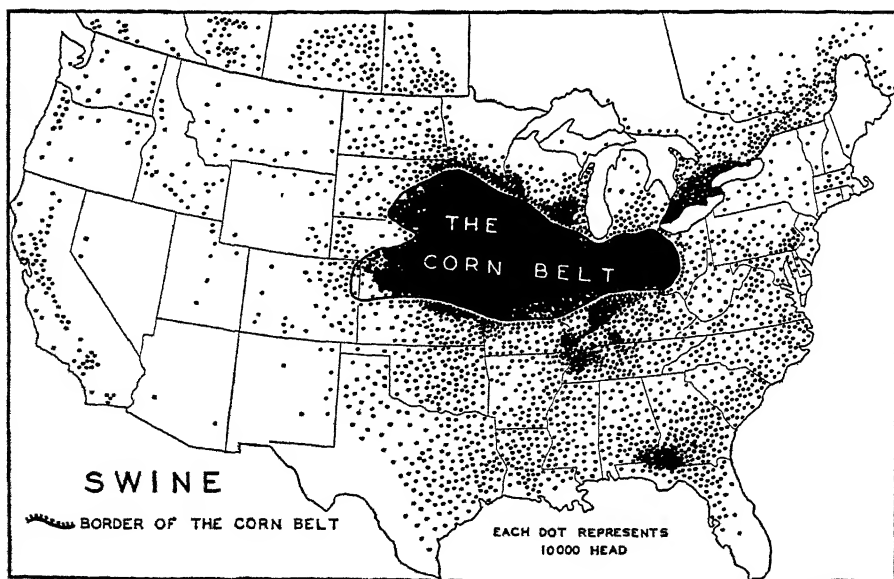 THE
CORN BELT
SWINE
BORDER OF THE CORN BELT
EACH DOT REPRESENTS
10000 HEAD